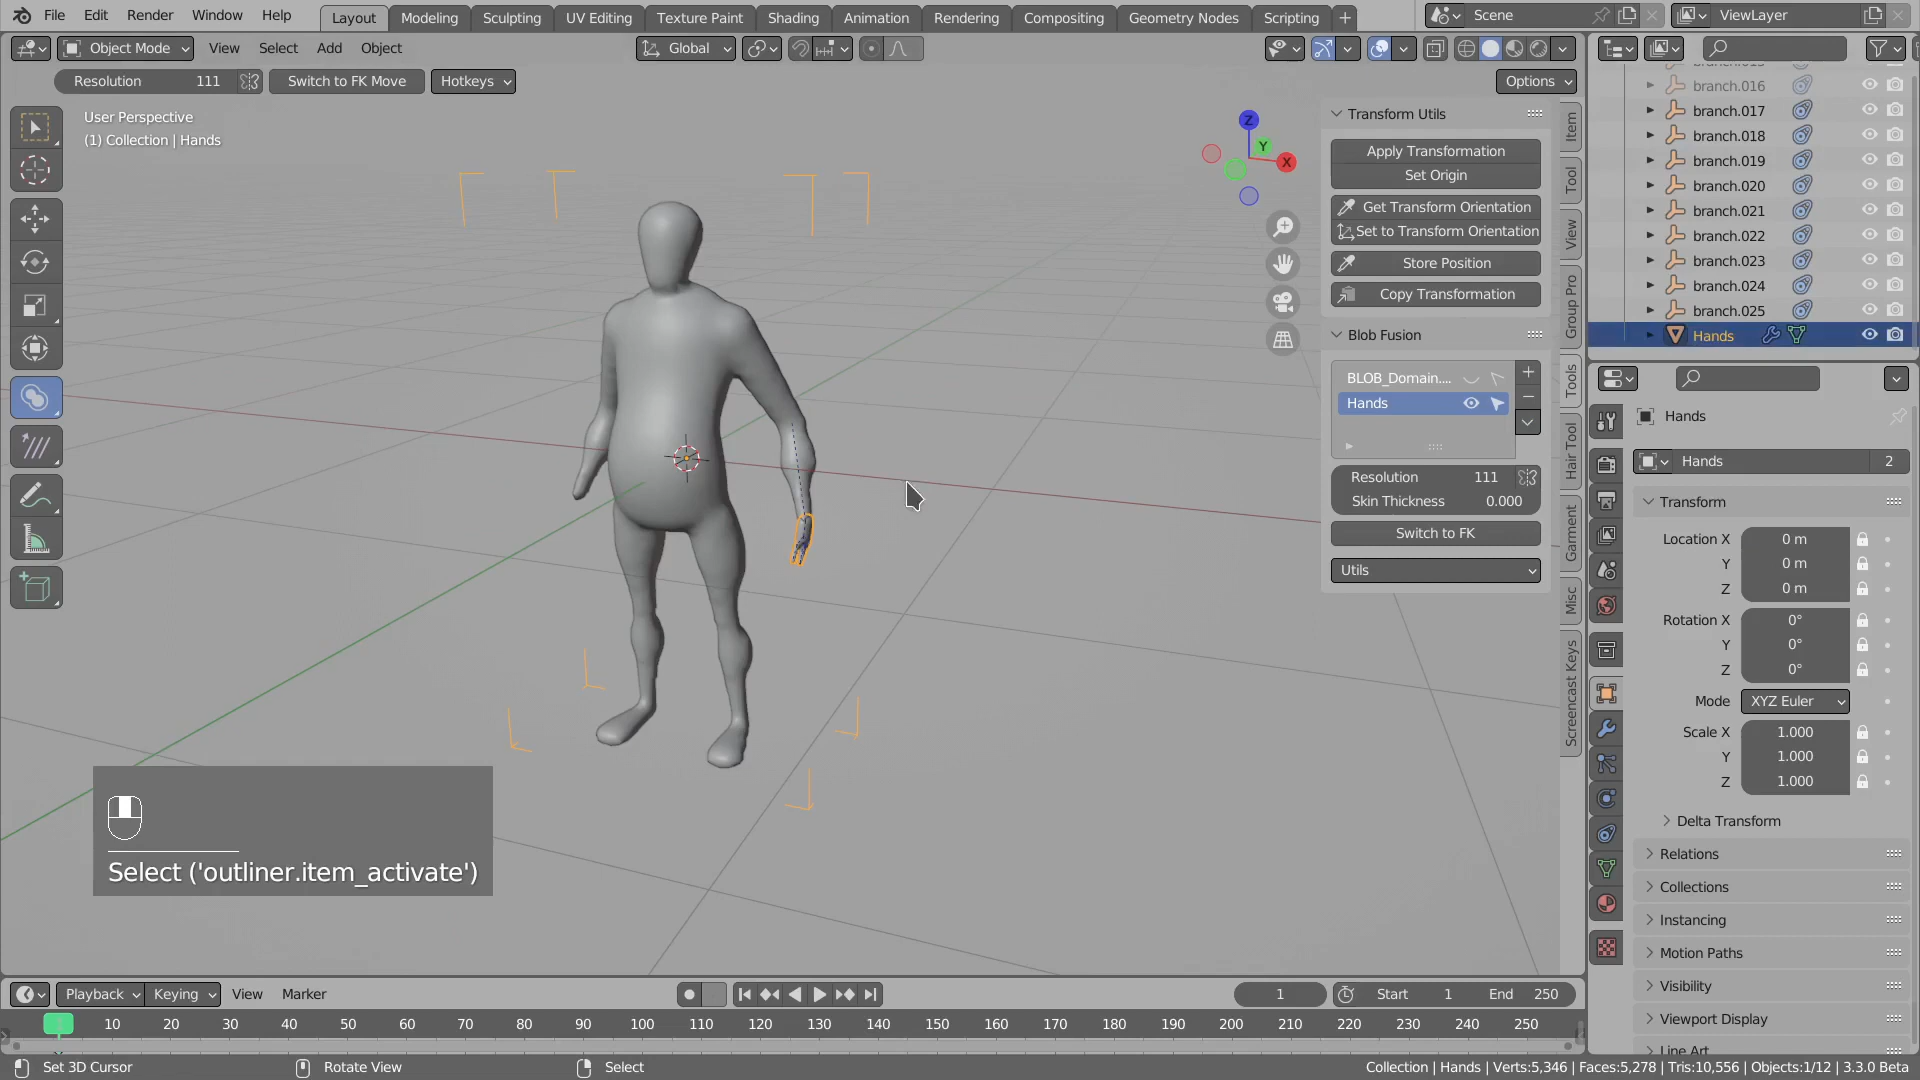 File Edit Render Window Help Layout Modeling Sculpting UV Editing Texture Paint Shading Animation Rendering Compositing Geometry Nodes Scripting + Scene ViewLayer
Object Mode View Select Add Object Global
Resolution 111 Switch to FK Move Hotkeys Options
User Perspective
(1) Collection | Hands
Z
Y
X
Transform Utils
Apply Transformation
Set Origin
Get Transform Orientation
Set to Transform Orientation
Store Position
Copy Transformation
Blob Fusion
BLOB_Domain....
Hands
Resolution 111
Skin Thickness 0.000
Switch to FK
Utils
Item
Tool
View
Group Pro
Tools
Hair Tool
Garment
Misc
Screencast Keys
branch.016
branch.017
branch.018
branch.019
branch.020
branch.021
branch.022
branch.023
branch.024
branch.025
Hands
Hands
Hands 2
Transform
Location X 0 m
Y 0 m
Z 0 m
Rotation X 0°
Y 0°
Z 0°
Mode XYZ Euler
Scale X 1.000
Y 1.000
Z 1.000
Delta Transform
Relations
Collections
Instancing
Motion Paths
Visibility
Viewport Display
Line Art
Select ('outliner.item_activate')
Playback Keying View Marker 1 Start 1 End 250
10 20 30 40 50 60 70 80 90 100 110 120 130 140 150 160 170 180 190 200 210 220 230 240 250
Set 3D Cursor Rotate View Select Collection | Hands | Verts:5,346 | Faces:5,278 | Tris:10,556 | Objects:1/12 | 3.3.0 Beta